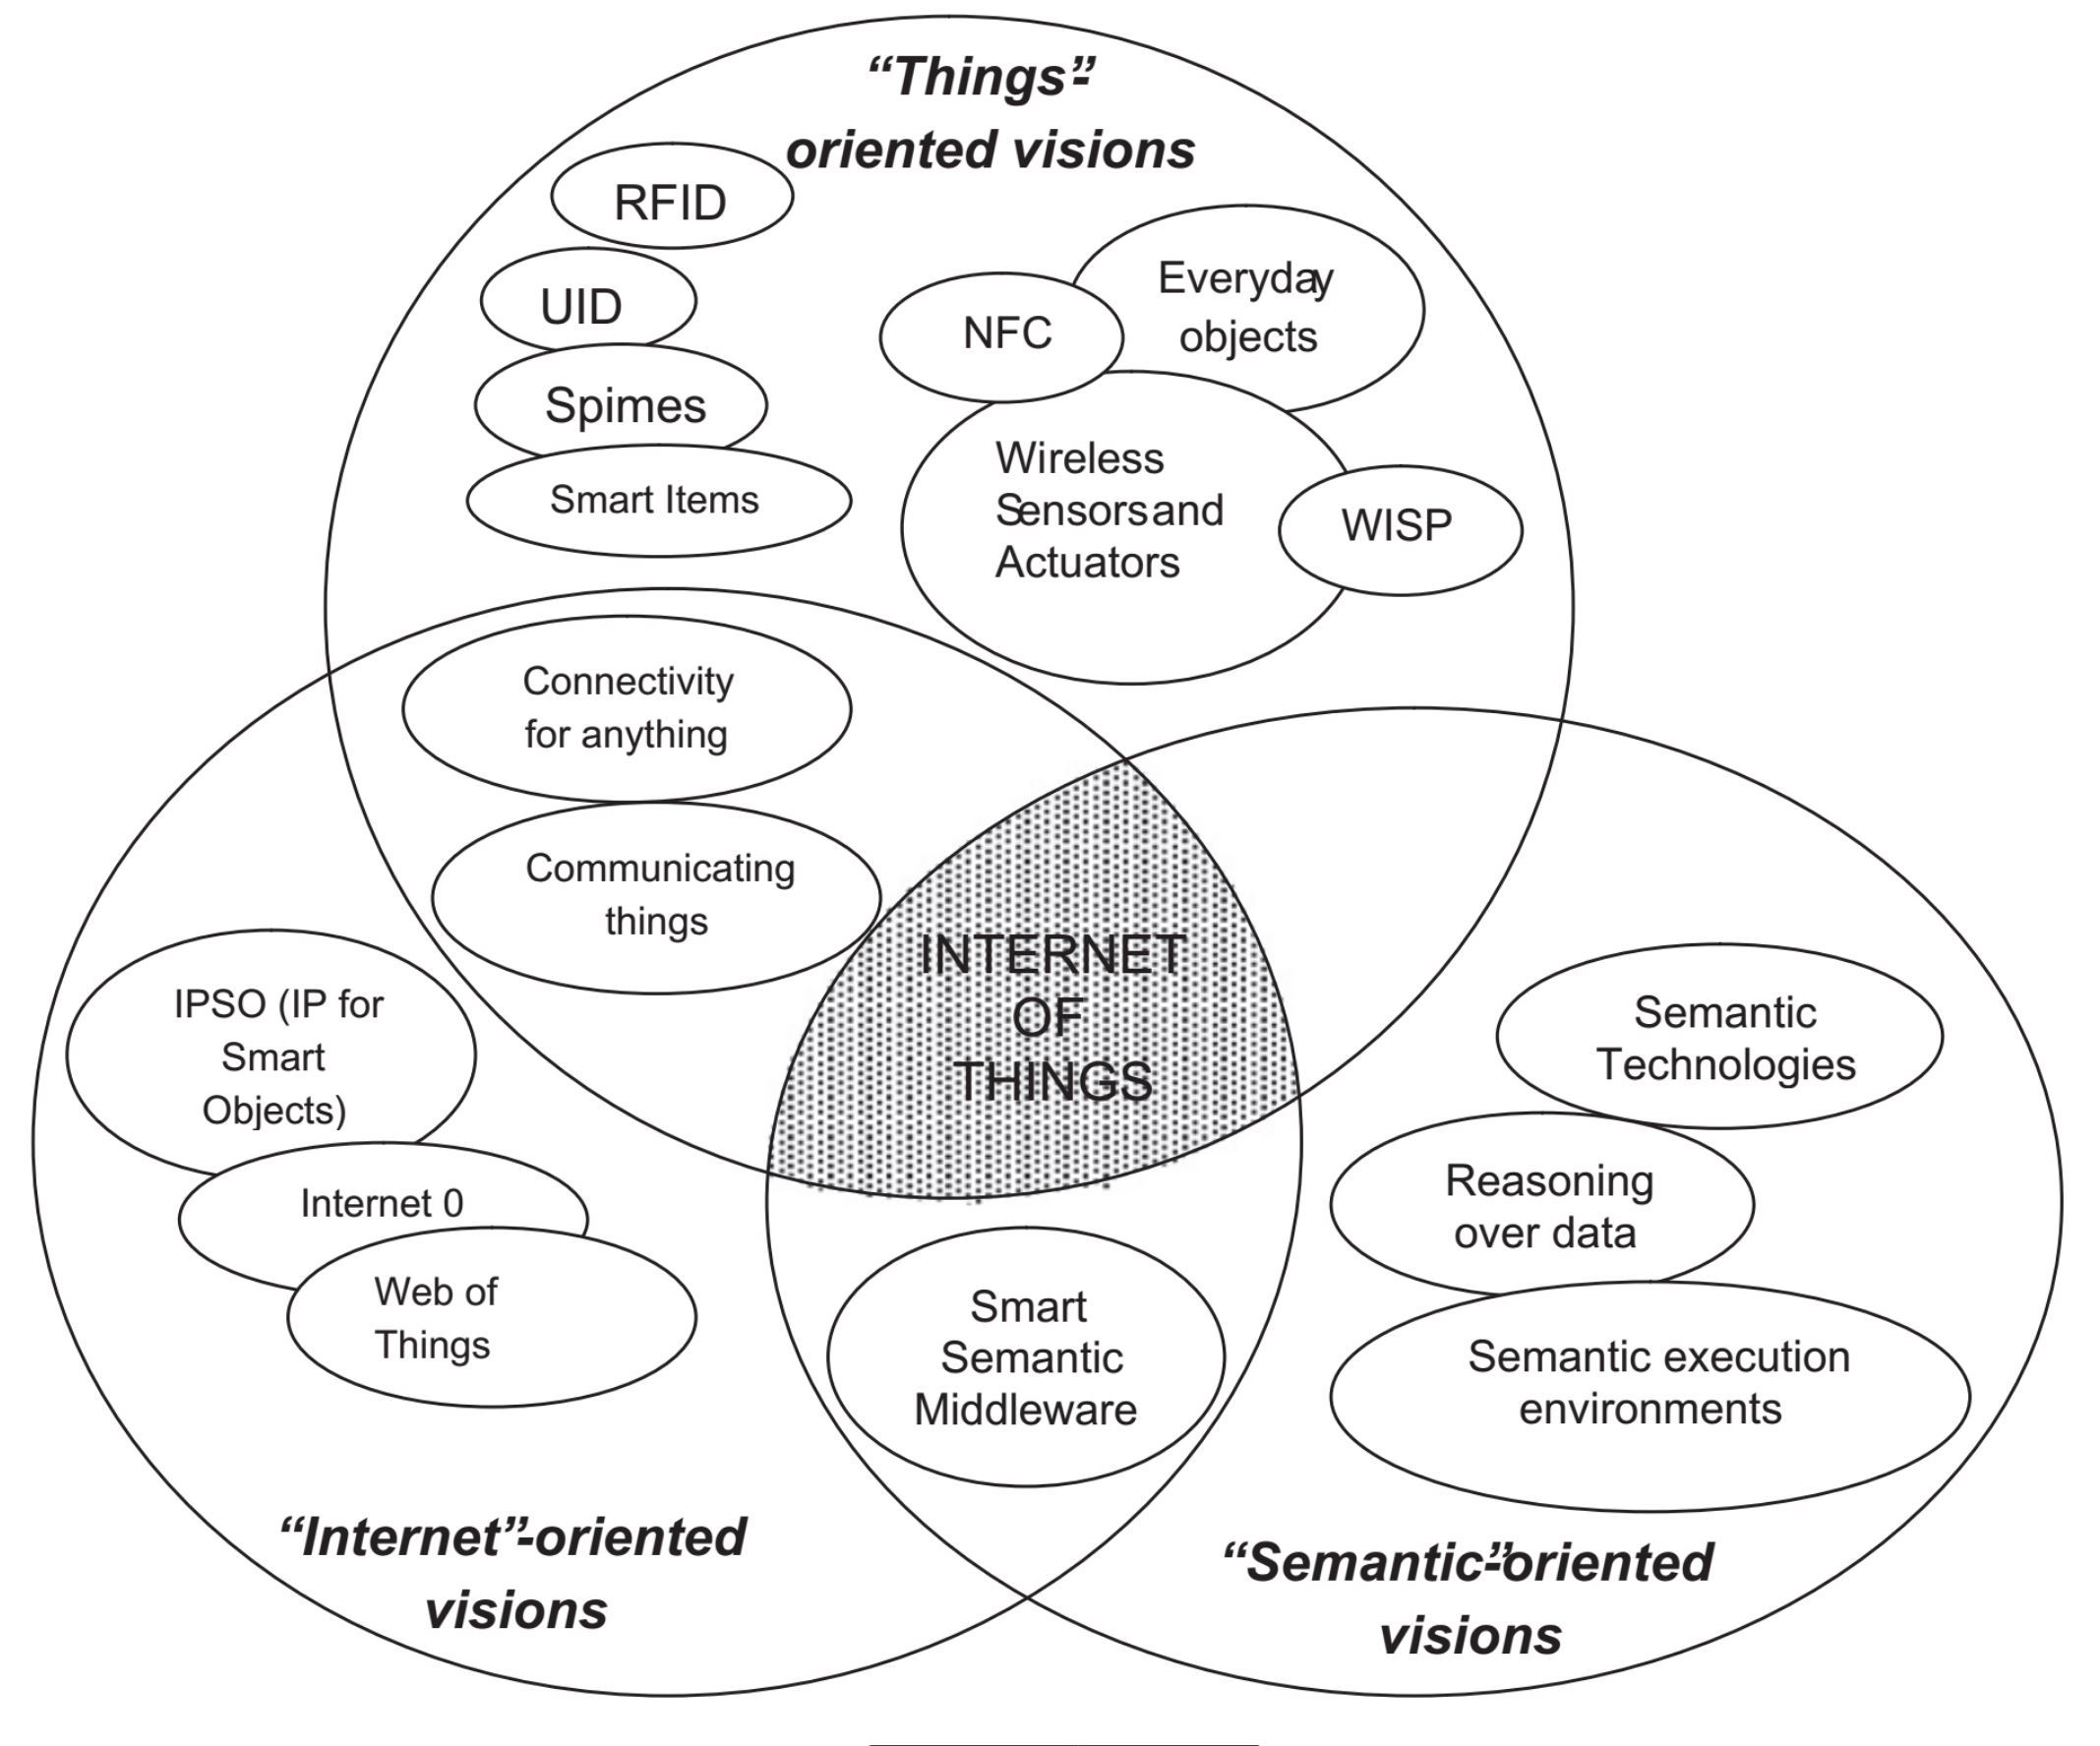 “Things”-
oriented visions
RFID
UID
Spimes
Smart Items
Everyday
objects
NFC
Wireless
Sensors and
Actuators
WISP
Connectivity
for anything
Communicating
things
INTERNET
OF
THINGS
IPSO (IP for
Smart
Objects)
Internet 0
Web of
Things
Semantic
Technologies
Reasoning
over data
Semantic execution
environments
Smart
Semantic
Middleware
“Internet”-oriented
visions
“Semantic-”oriented
visions